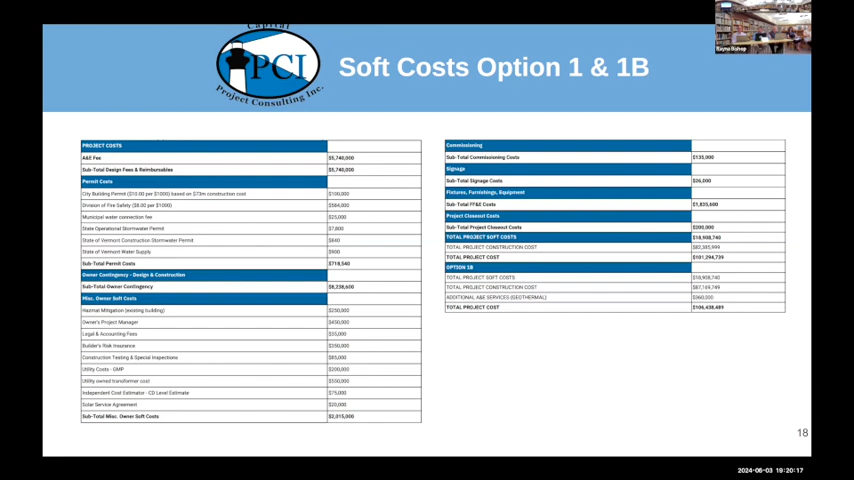 Capital
PCI
Project Consulting Inc.
Soft Costs Option 1 & 1B
Rayna Bishop
PROJECT COSTS
A&E Fee $5,740,000
Sub-Total Design Fees & Reimbursables $5,740,000
Permit Costs
City Building Permit ($10.00 per $1000) based on $73m construction cost $100,000
Division of Fire Safety ($8.00 per $1000) $584,000
Municipal water connection fee $25,000
State Operational Stormwater Permit $7,800
State of Vermont Construction Stormwater Permit $840
State of Vermont Water Supply $900
Sub-Total Permit Costs $718,540
Owner Contingency - Design & Construction
Sub-Total Owner Contingency $8,238,600
Misc. Owner Soft Costs
Hazmat Mitigation (existing building) $250,000
Owner's Project Manager $450,000
Legal & Accounting Fees $35,000
Builder's Risk Insurance $350,000
Construction Testing & Special Inspections $85,000
Utility Costs - GMP $200,000
Utility owned transformer cost
Independent Cost Estimator - CD Level Estimate $75,000
Solar Service Agreement $20,000
Sub-Total Misc. Owner Soft Costs $2,015,000
Commissioning
Sub-Total Commissioning Costs $135,000
Signage
Sub-Total Signage Costs $26,000
Fixtures, Furnishings, Equipment
Sub-Total FF&E Costs $1,835,600
Project Closeout Costs
Sub-Total Project Closeout Costs $200,000
TOTAL PROJECT SOFT COSTS $18,908,740
TOTAL PROJECT CONSTRUCTION COST $82,385,999
TOTAL PROJECT COST $101,294,739
OPTION 1B
TOTAL PROJECT SOFT COSTS $18,908,740
TOTAL PROJECT CONSTRUCTION COST $87,169,749
ADDITIONAL A&E SERVICES (GEOTHERMAL) $360,000
TOTAL PROJECT COST $106,438,489
18
2024-06-03 19:20:17